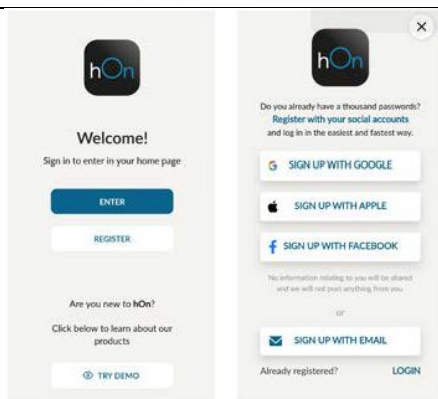 hOn
Welcome!
Sign in to enter in your home page
ENTER
REGISTER
Are you new to hOn?
Click below to learn about our
products
TRY DEMO
hOn
Do you already have a thousand passwords?
Register with your social accounts
and log in in the easiest and fastest way.
SIGN UP WITH GOOGLE
SIGN UP WITH APPLE
SIGN UP WITH FACEBOOK
No information relating to you will be shared
and we will not post anything from you
or
SIGN UP WITH EMAIL
Already registered? LOGIN